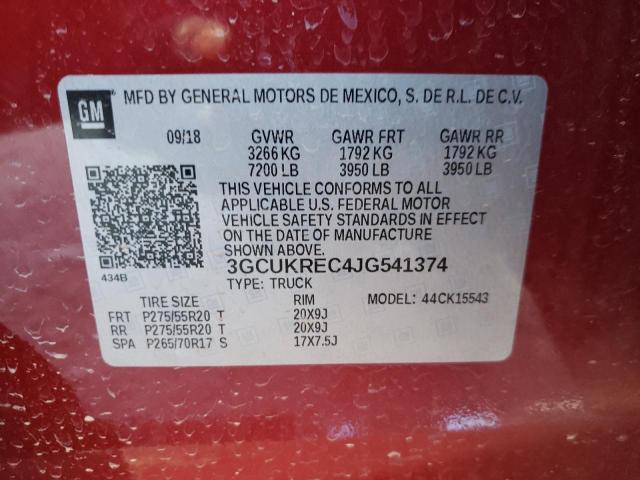 GM
MFD BY GENERAL MOTORS DE MEXICO, S. DE R.L. DE C.V.
09/18 GVWR GAWR FRT GAWR RR
3266 KG 1792 KG 1792 KG
7200 LB 3950 LB 3950 LB
THIS VEHICLE CONFORMS TO ALL
APPLICABLE U.S. FEDERAL MOTOR
VEHICLE SAFETY STANDARDS IN EFFECT
ON THE DATE OF MANUFACTURE
SHOWN ABOVE.
434B
3GCUKREC4JG541374
TYPE: TRUCK
TIRE SIZE RIM MODEL: 44CK15543
FRT P275/55R20 T 20X9J
RR P275/55R20 T 20X9J
SPA P265/70R17 S 17X7.5J